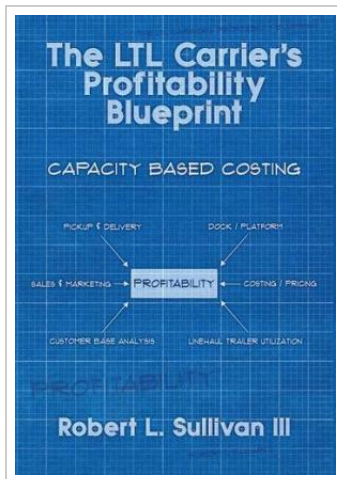 The LTL Carrier's
Profitability
Blueprint
CAPACITY BASED COSTING
PICKUP & DELIVERY
DOCK / PLATFORM
SALES & MARKETING
PROFITABILITY
COSTING / PRICING
CUSTOMER BASE ANALYSIS
LINEHAUL TRAILER UTILIZATION
PROFITABILITY
Robert L. Sullivan III